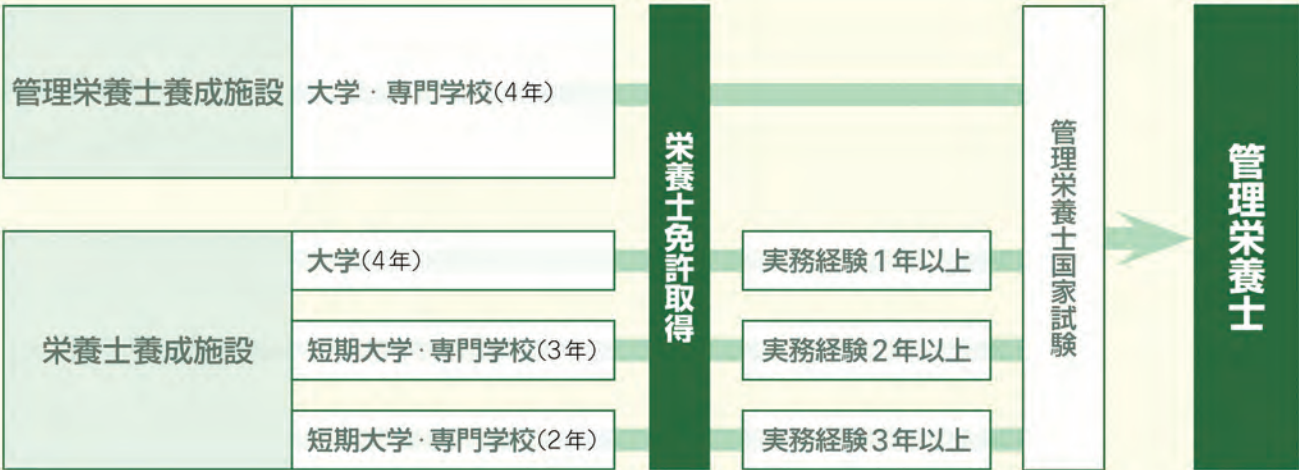 管理栄養士養成施設
大学・専門学校(4年)
栄養士養成施設
大学(4年)
短期大学・専門学校(3年)
短期大学・専門学校(2年)
栄養士免許取得
実務経験1年以上
実務経験2年以上
実務経験3年以上
管理栄養士国家試験
管理栄養士